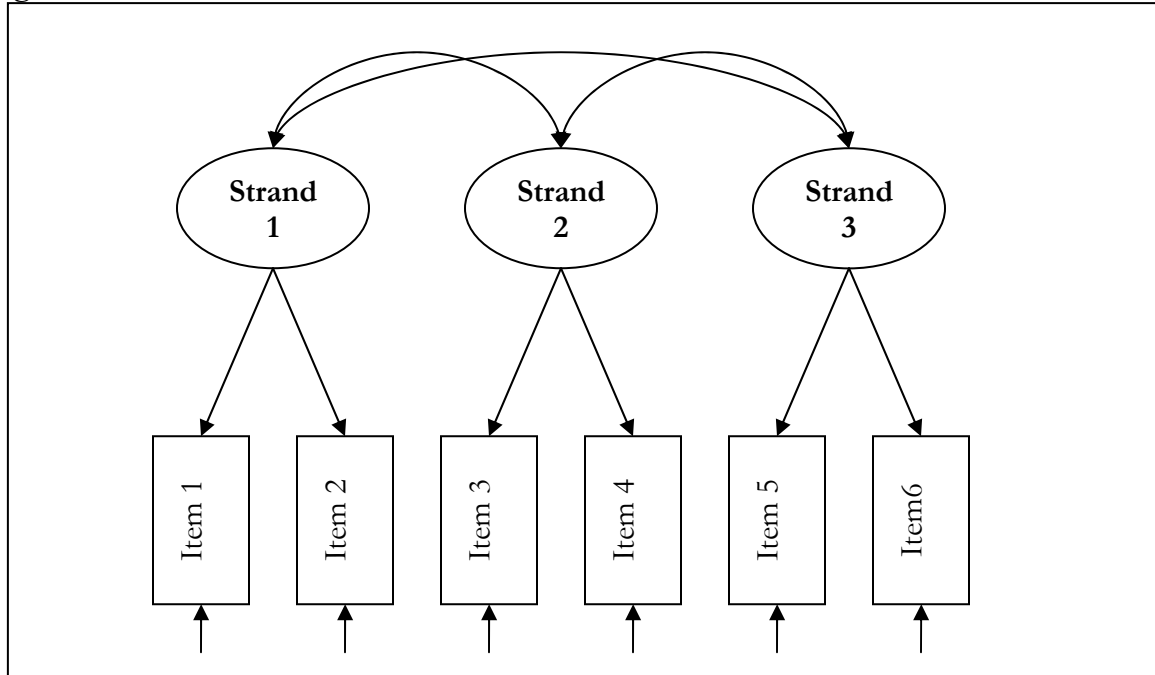 Strand
1
Strand
2
Strand
3
Item 1
Item 2
Item 3
Item 4
Item 5
Item6